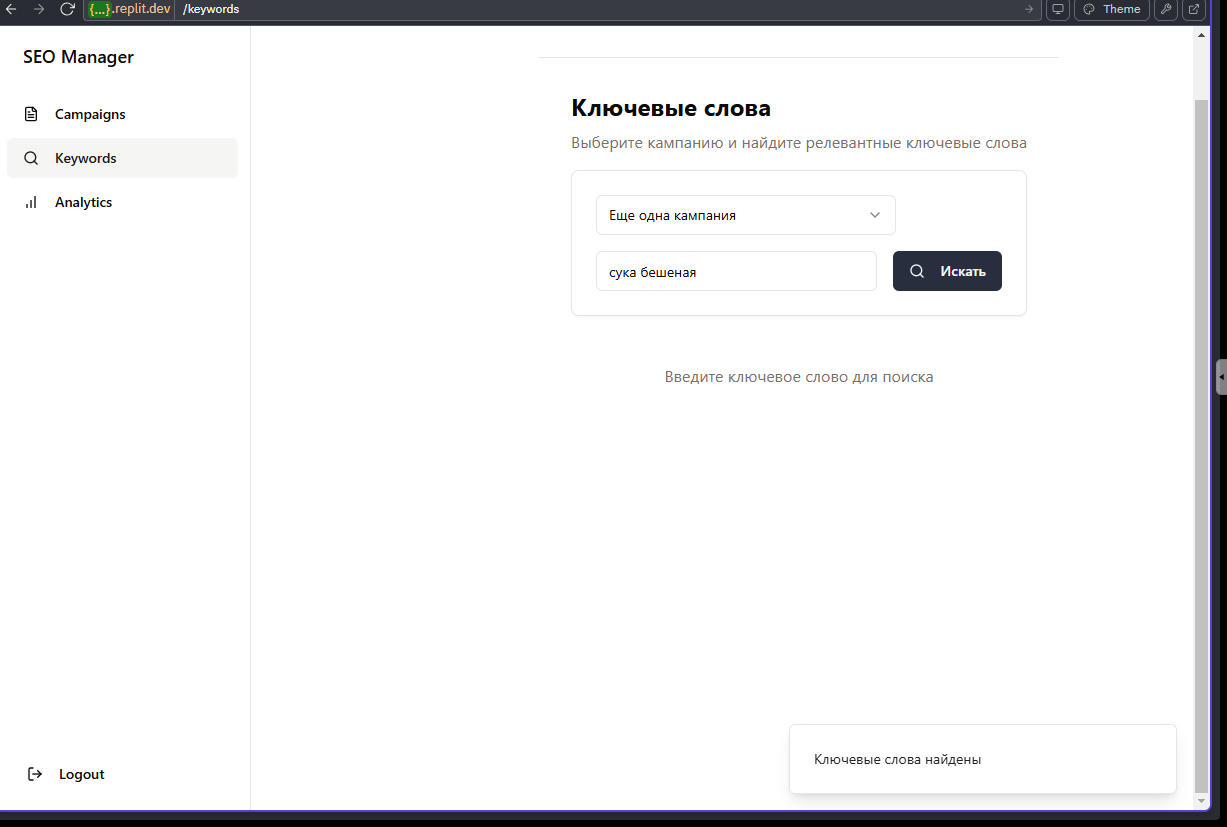 {...}.replit.dev /keywords
Theme
SEO Manager
Campaigns
Keywords
Analytics
Logout
Ключевые слова
Выберите кампанию и найдите релевантные ключевые слова
Еще одна кампания
сука бешеная
Искать
Введите ключевое слово для поиска
Ключевые слова найдены